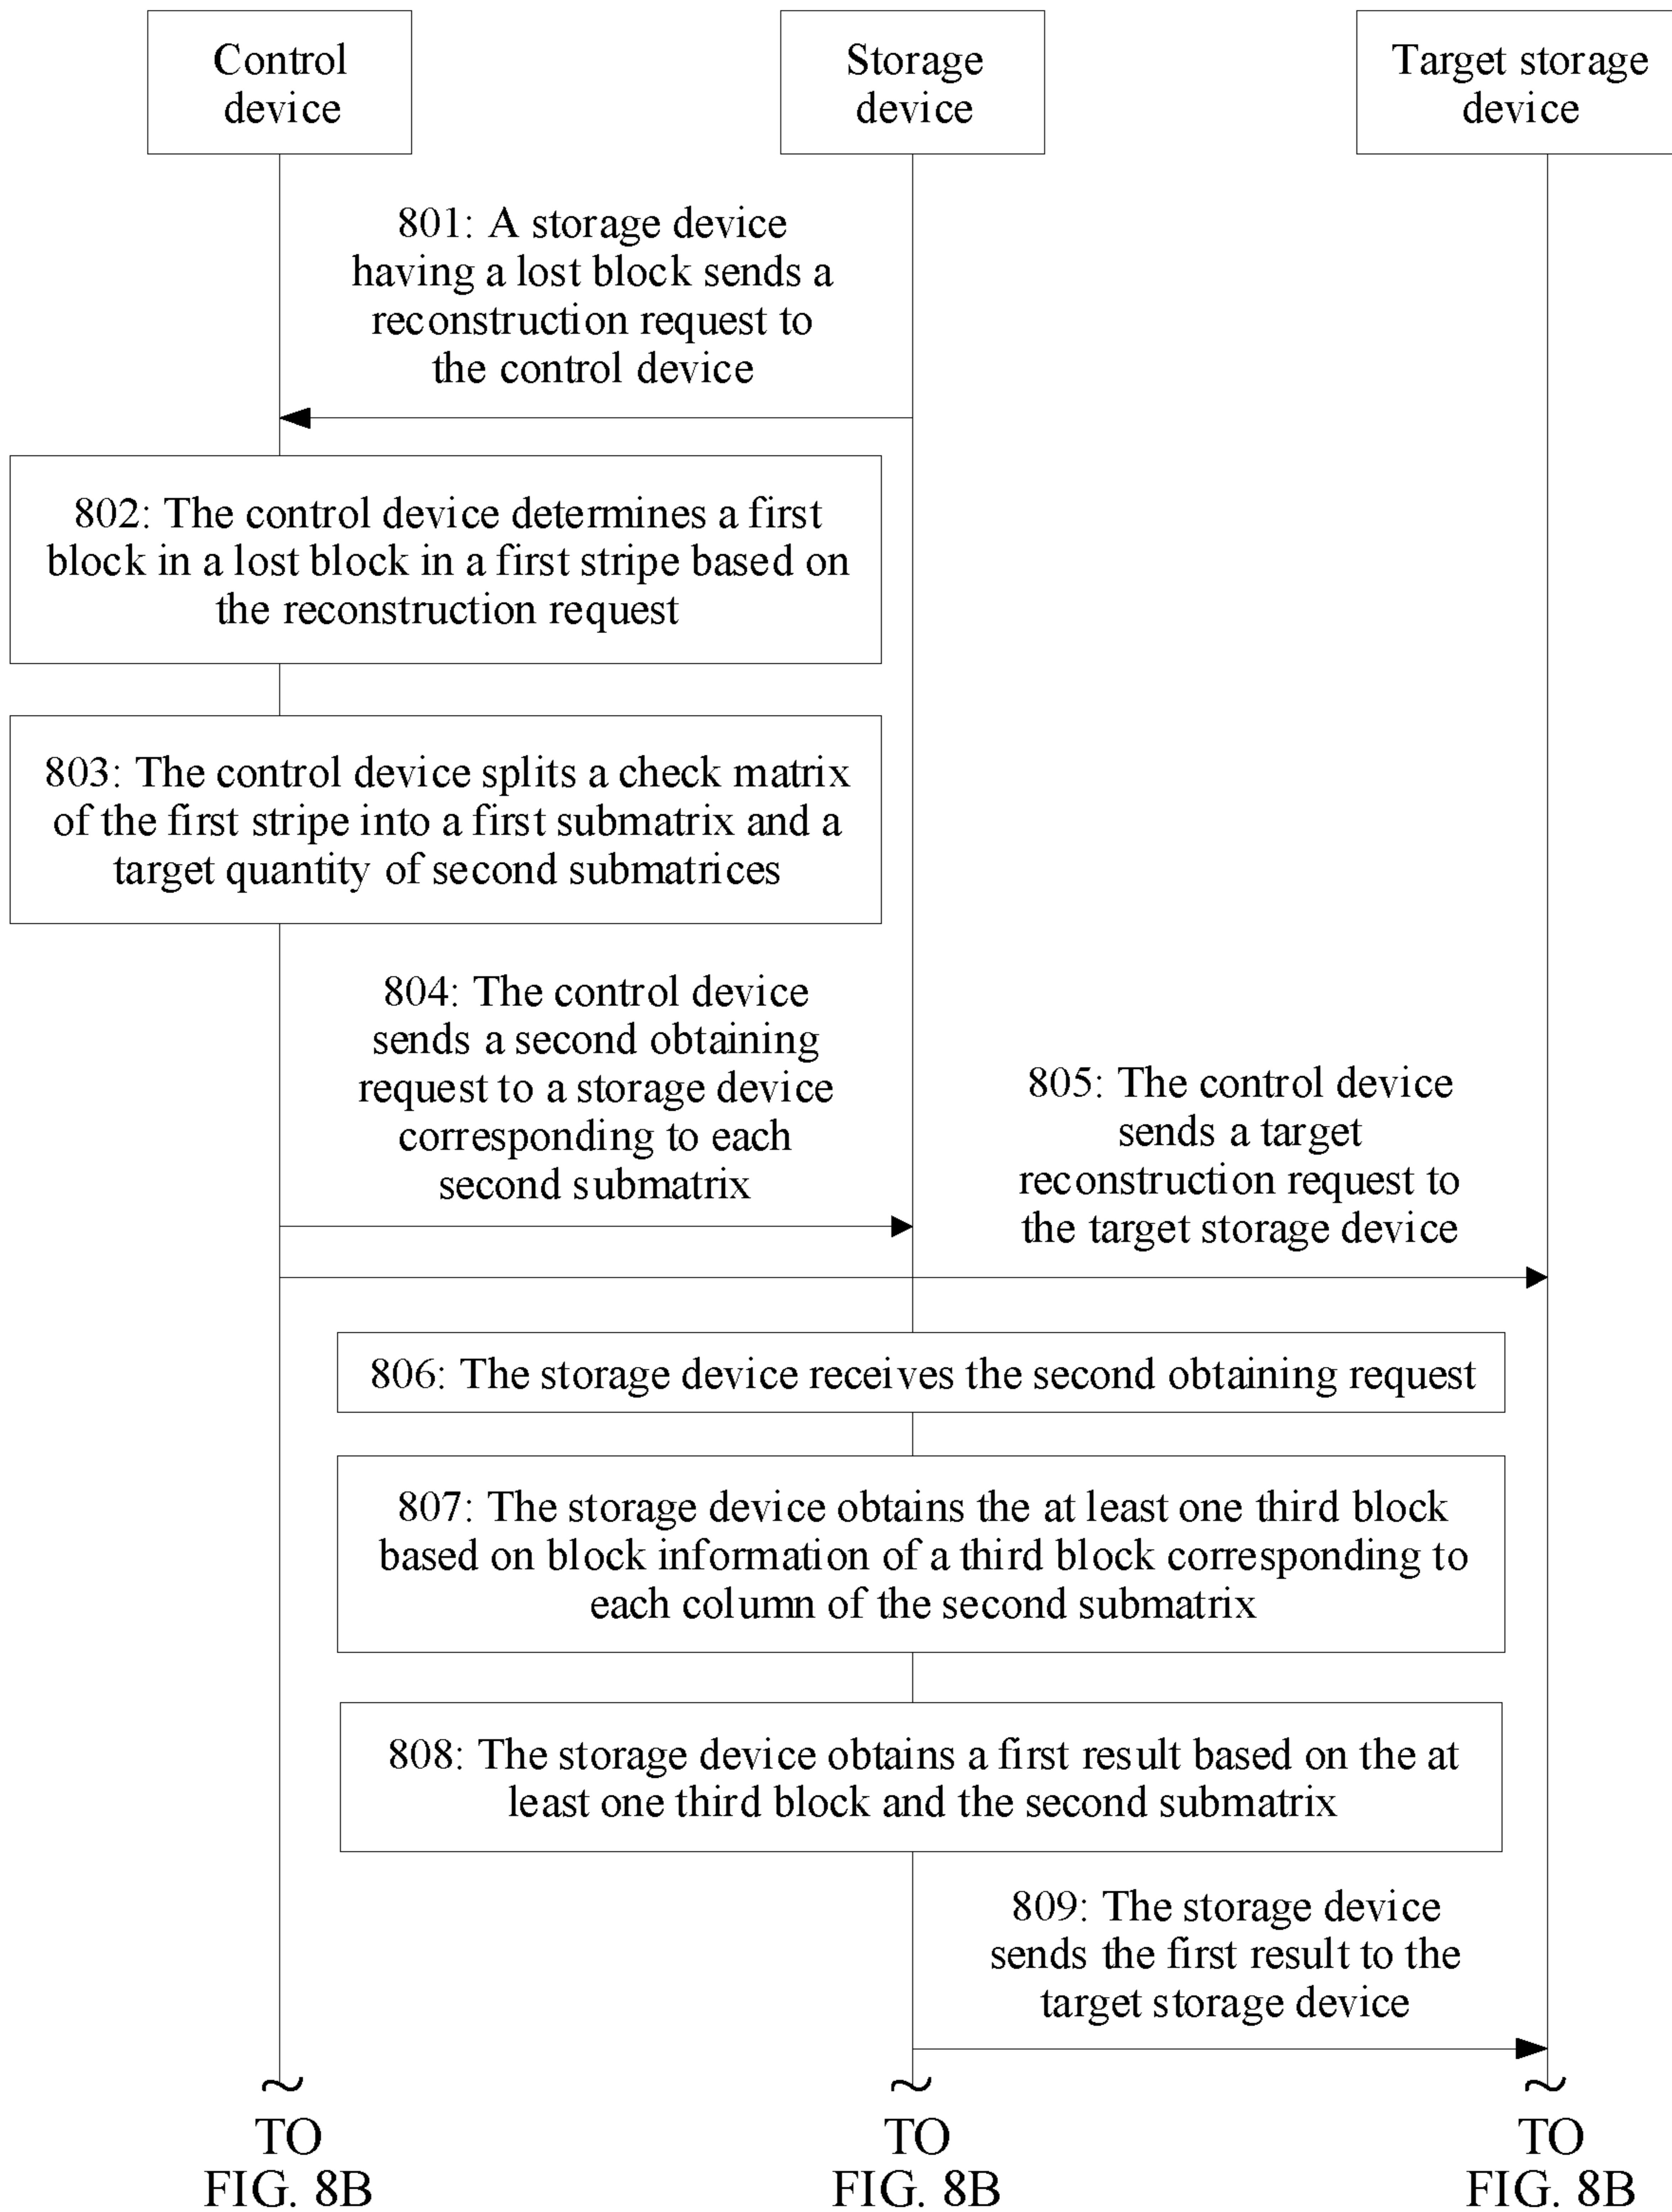 Control
device
Storage
device
Target storage
device
801: A storage device
having a lost block sends a
reconstruction request to
the control device
802: The control device determines a first
block in a lost block in a first stripe based on
the reconstruction request
803: The control device splits a check matrix
of the first stripe into a first submatrix and a
target quantity of second submatrices
804: The control device
sends a second obtaining
request to a storage device
corresponding to each
second submatrix
805: The control device
sends a target
reconstruction request to
the target storage device
806: The storage device receives the second obtaining request
807: The storage device obtains the at least one third block
based on block information of a third block corresponding to
each column of the second submatrix
808: The storage device obtains a first result based on the at
least one third block and the second submatrix
809: The storage device
sends the first result to the
target storage device
TO
FIG. 8B
TO
FIG. 8B
TO
FIG. 8B